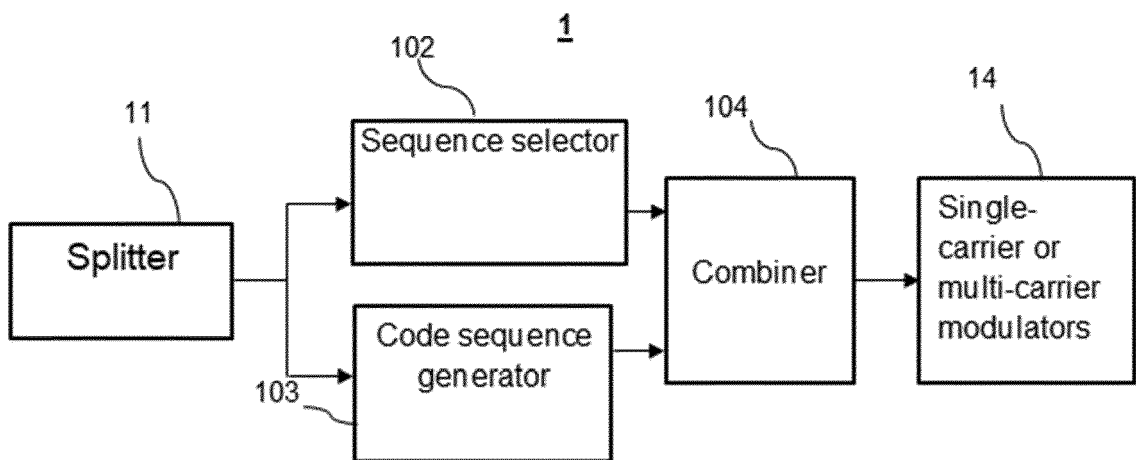 1
102
14
11
104
Sequence selector
Splitter
Single-
carrier or
multi-carrier
modulators
Combiner
Code sequence
generator
103